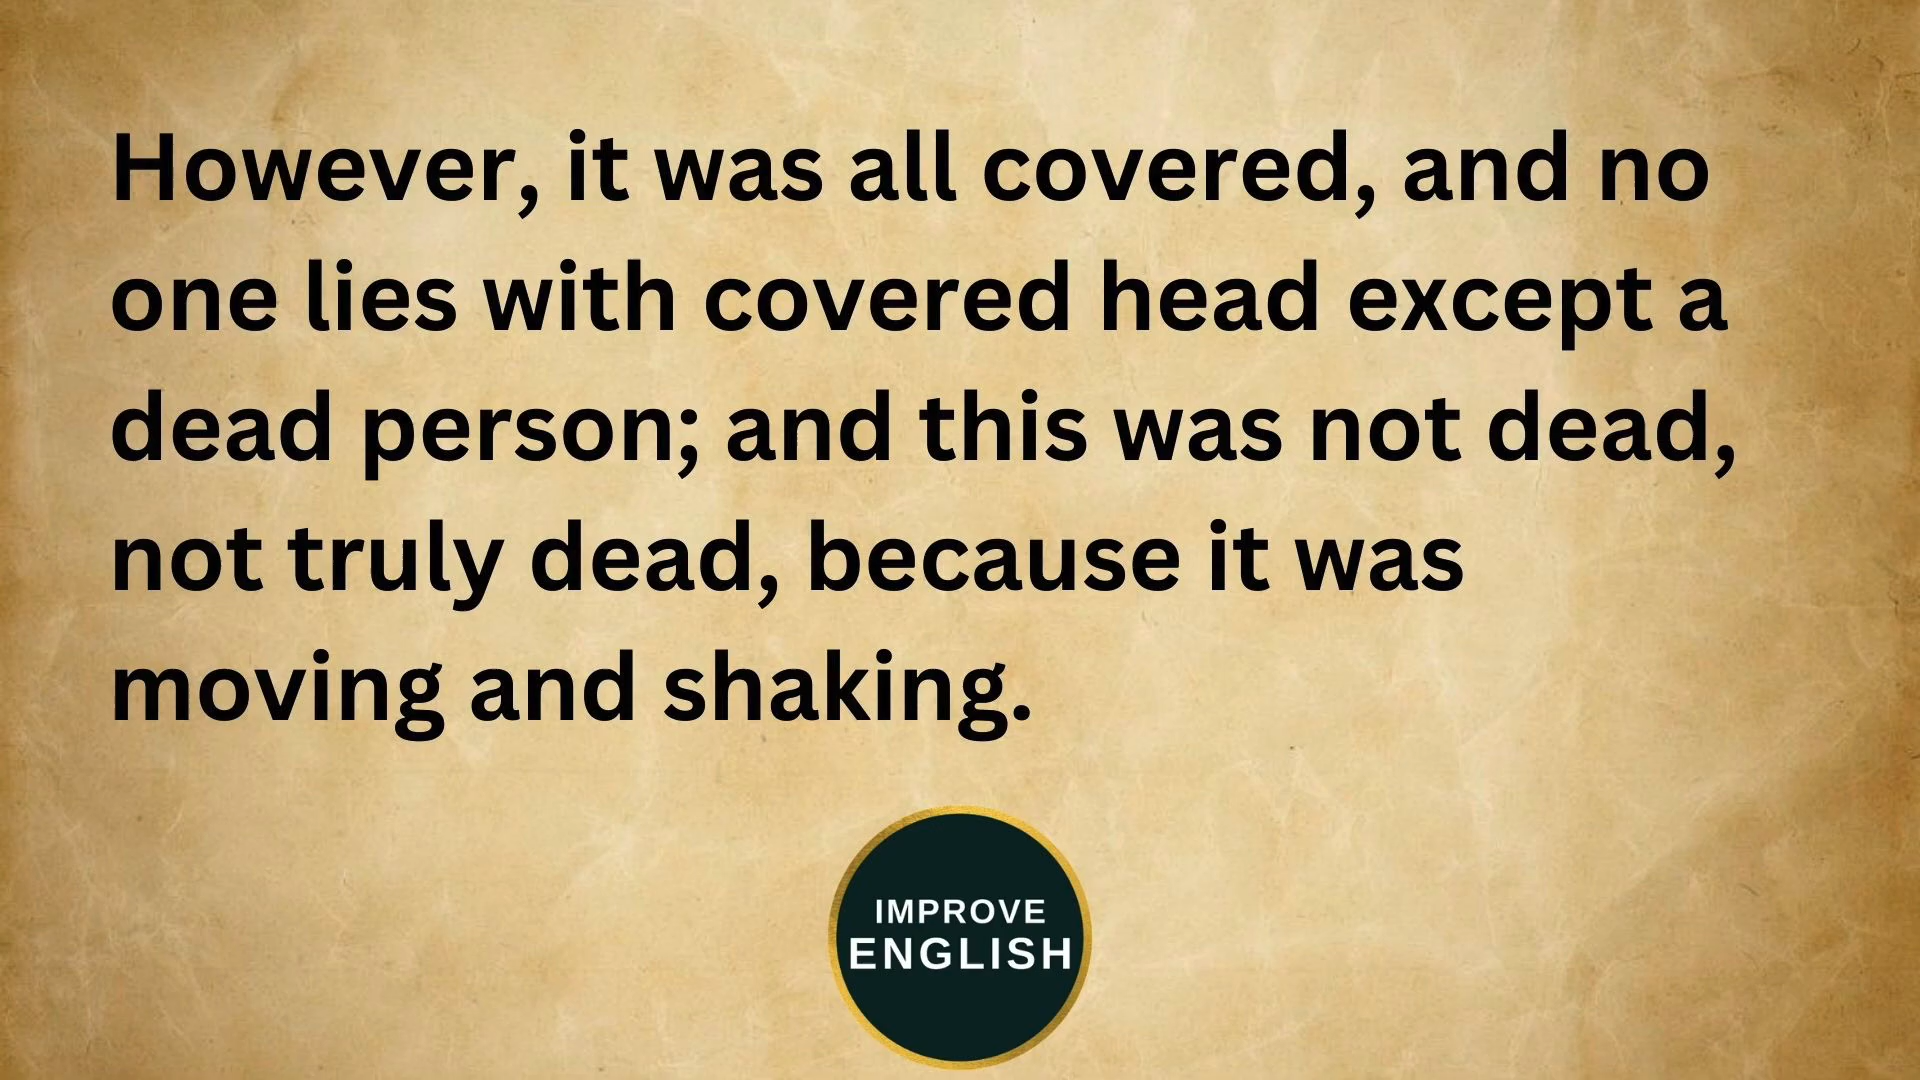 However, it was all covered, and no
one lies with covered head except a
dead person; and this was not dead,
not truly dead, because it was
moving and shaking.
IMPROVE
ENGLISH